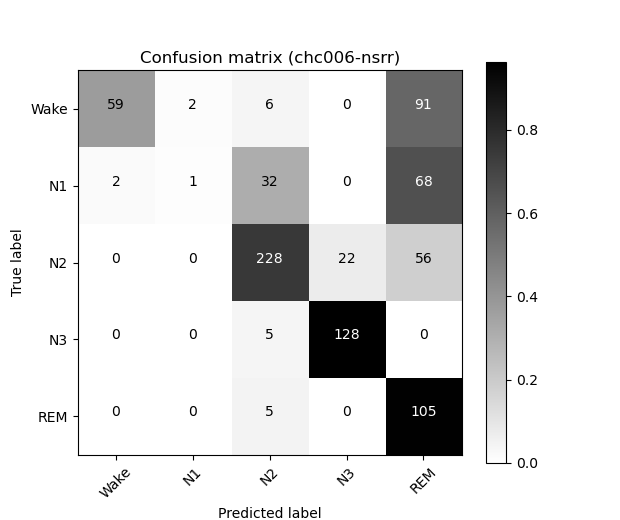 Confusion matrix (chc006-nsrr)
Wake 59 2 6 0 91
N1 2 1 32 0 68
N2 0 0 228 22 56
N3 0 0 5 128 0
REM 0 0 5 0 105
Wake N1 N2 N3 REM
True label
Predicted label
0.8
0.6
0.4
0.2
0.0